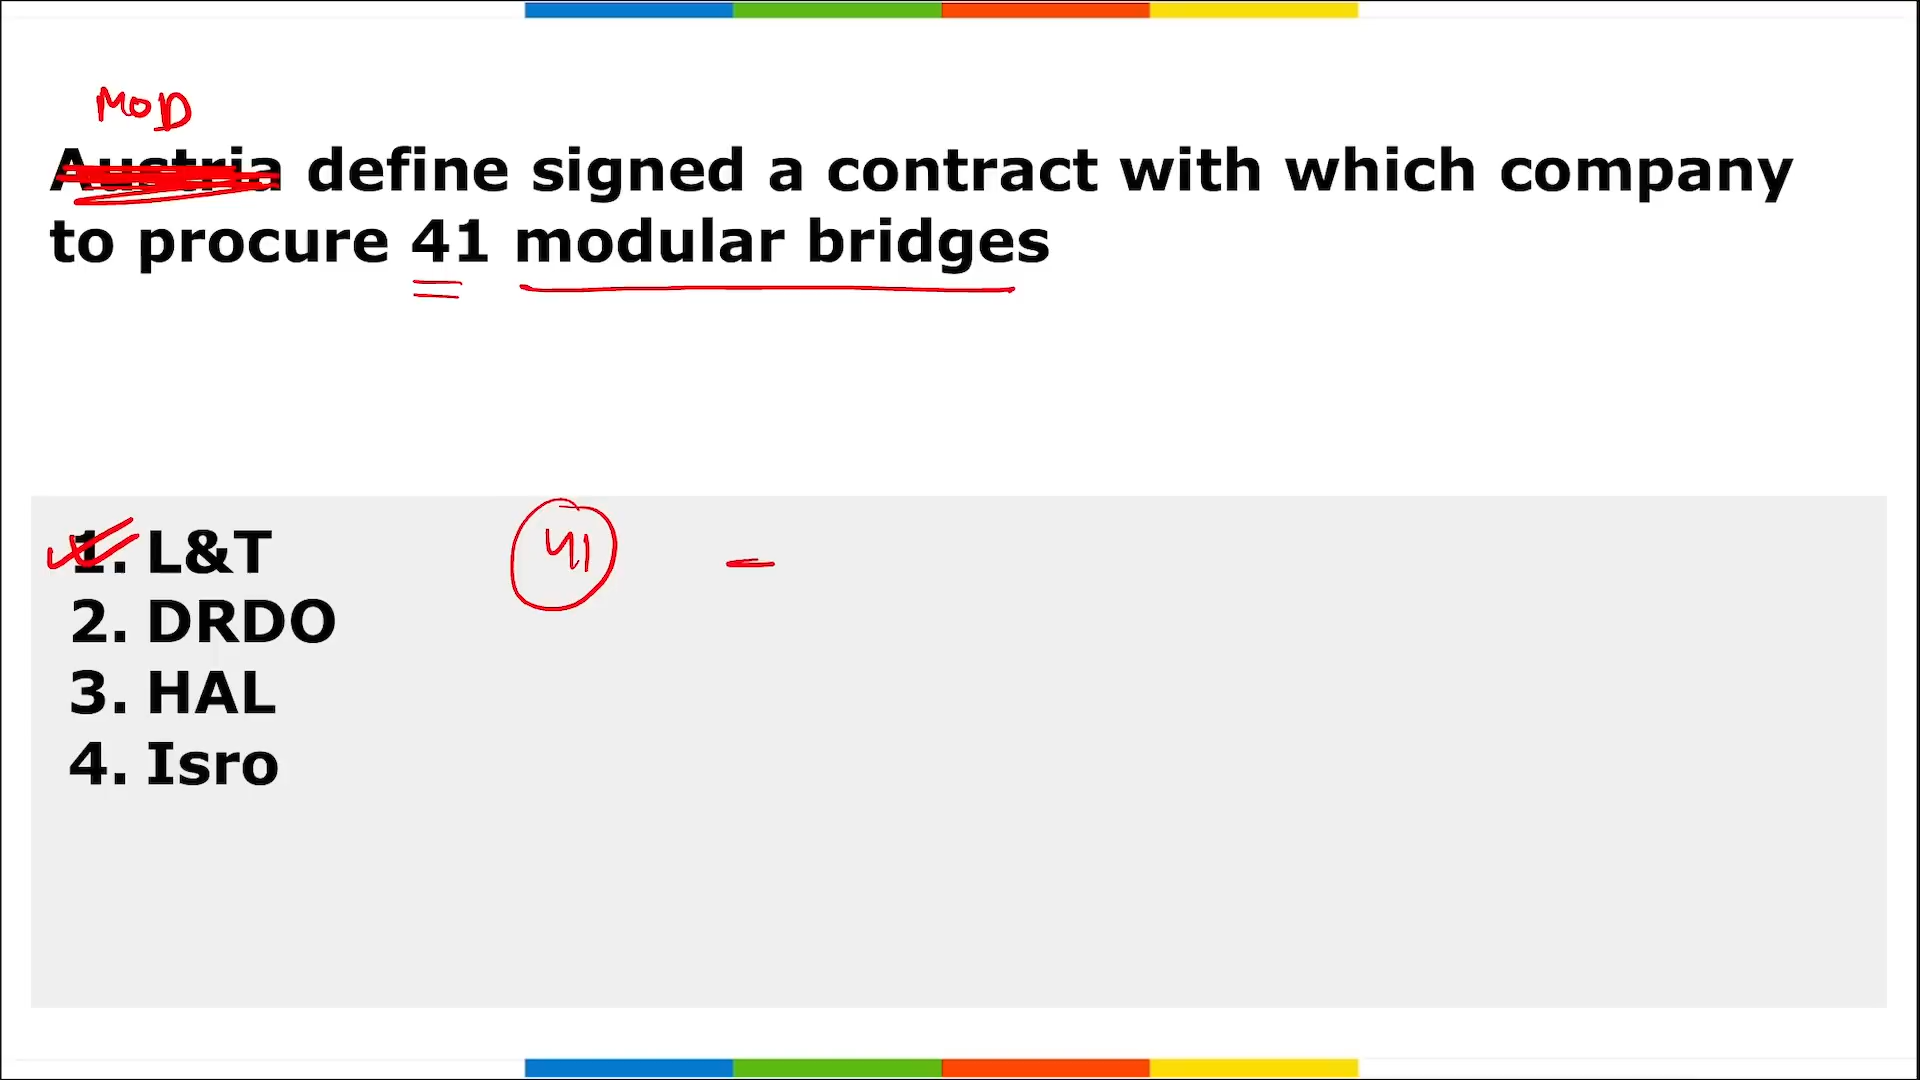 MOD
Austria define signed a contract with which company
to procure 41 modular bridges
1. L&T 41 -
2. DRDO
3. HAL
4. Isro